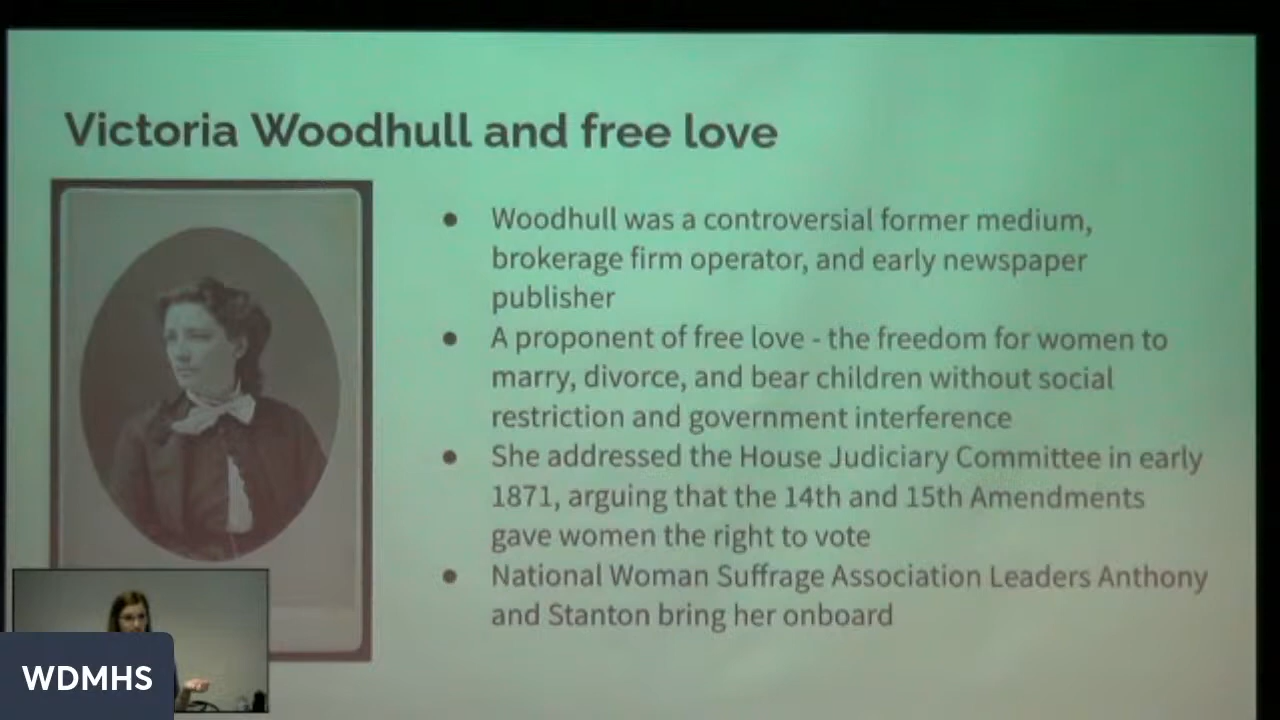 Victoria Woodhull and free love
● Woodhull was a controversial former medium,
brokerage firm operator, and early newspaper
publisher
● A proponent of free love - the freedom for women to
marry, divorce, and bear children without social
restriction and government interference
● She addressed the House Judiciary Committee in early
1871, arguing that the 14th and 15th Amendments
gave women the right to vote
● National Woman Suffrage Association Leaders Anthony
and Stanton bring her onboard
WDMHS